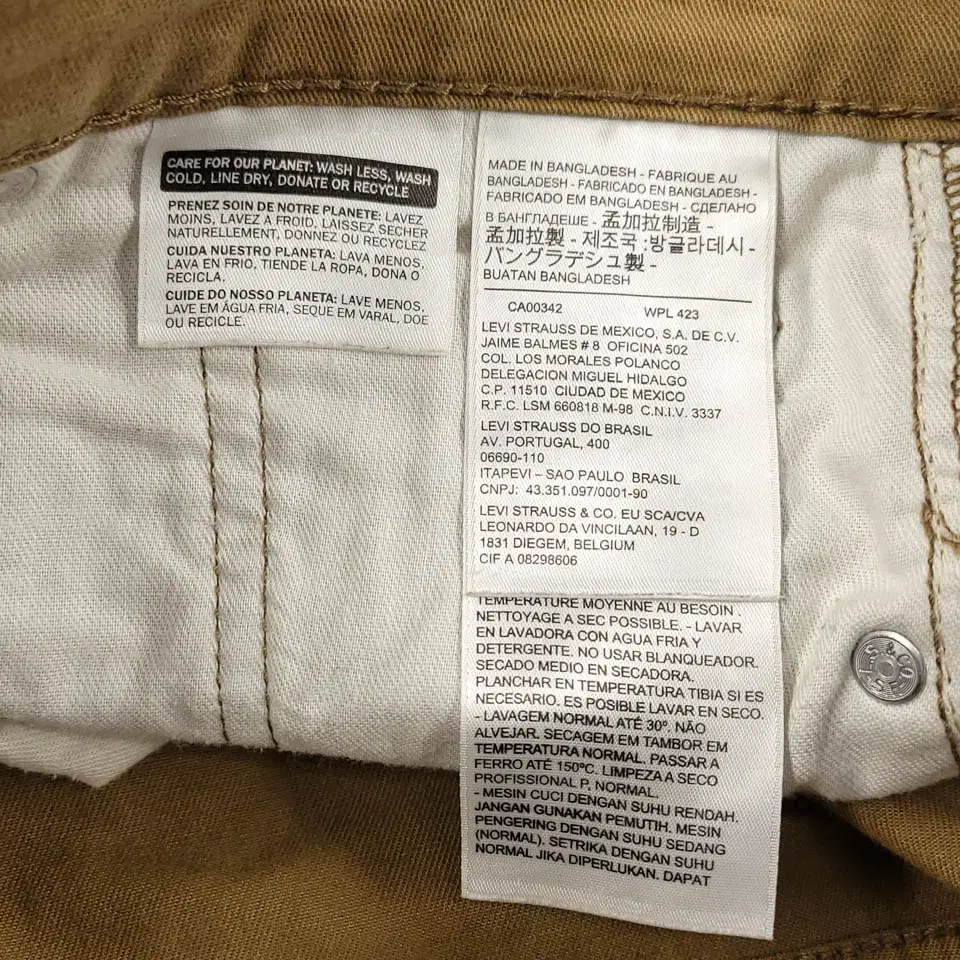 CARE FOR OUR PLANET: WASH LESS, WASH
COLD, LINE DRY, DONATE OR RECYCLE
PRENEZ SOIN DE NOTRE PLANETE: LAVEZ
MOINS, LAVEZ A FROID, LAISSEZ SECHER
NATURELLEMENT, DONNEZ OU RECYCLEZ
CUIDA NUESTRO PLANETA: LAVA MENOS,
LAVA EN FRIO, TIENDE LA ROPA, DONA O
RECICLA.
CUIDE DO NOSSO PLANETA: LAVE MENOS,
LAVE EM ÁGUA FRIA, SEQUE EM VARAL, DOE
OU RECICLE.
MADE IN BANGLADESH - FABRIQUE AU
BANGLADESH - FABRICADO EN BANGLADESH -
FABRICADO EM BANGLADESH - СДЕЛАНО
В БАНГЛАДЕШЕ - 孟加拉制造 -
孟加拉製 - 제조국 :방글라데시 -
バングラデシュ製 -
BUATAN BANGLADESH
CA00342 WPL 423
LEVI STRAUSS DE MEXICO, S.A. DE C.V.
JAIME BALMES # 8 OFICINA 502
COL. LOS MORALES POLANCO
DELEGACION MIGUEL HIDALGO
C.P. 11510 CIUDAD DE MEXICO
R.F.C. LSM 660818 M-98 C.N.I.V. 3337
LEVI STRAUSS DO BRASIL
AV. PORTUGAL, 400
06690-110
ITAPEVI – SAO PAULO BRASIL
CNPJ: 43.351.097/0001-90
LEVI STRAUSS & CO. EU SCA/CVA
LEONARDO DA VINCILAAN, 19 - D
1831 DIEGEM, BELGIUM
CIF A 08298606
TEMPERATURE MOYENNE AU BESOIN .
NETTOYAGE A SEC POSSIBLE. - LAVAR
EN LAVADORA CON AGUA FRIA Y
DETERGENTE. NO USAR BLANQUEADOR.
SECADO MEDIO EN SECADORA.
PLANCHAR EN TEMPERATURA TIBIA SI ES
NECESARIO. ES POSIBLE LAVAR EN SECO.
- LAVAGEM NORMAL ATÉ 30º. NÃO
ALVEJAR. SECAGEM EM TAMBOR EM
TEMPERATURA NORMAL. PASSAR A
FERRO ATÉ 150ºC. LIMPEZA A SECO
PROFISSIONAL P, NORMAL.
- MESIN CUCI DENGAN SUHU RENDAH.
JANGAN GUNAKAN PEMUTIH. MESIN
PENGERING DENGAN SUHU SEDANG
(NORMAL). SETRIKA DENGAN SUHU
NORMAL JIKA DIPERLUKAN. DAPAT
L S & CO
S F